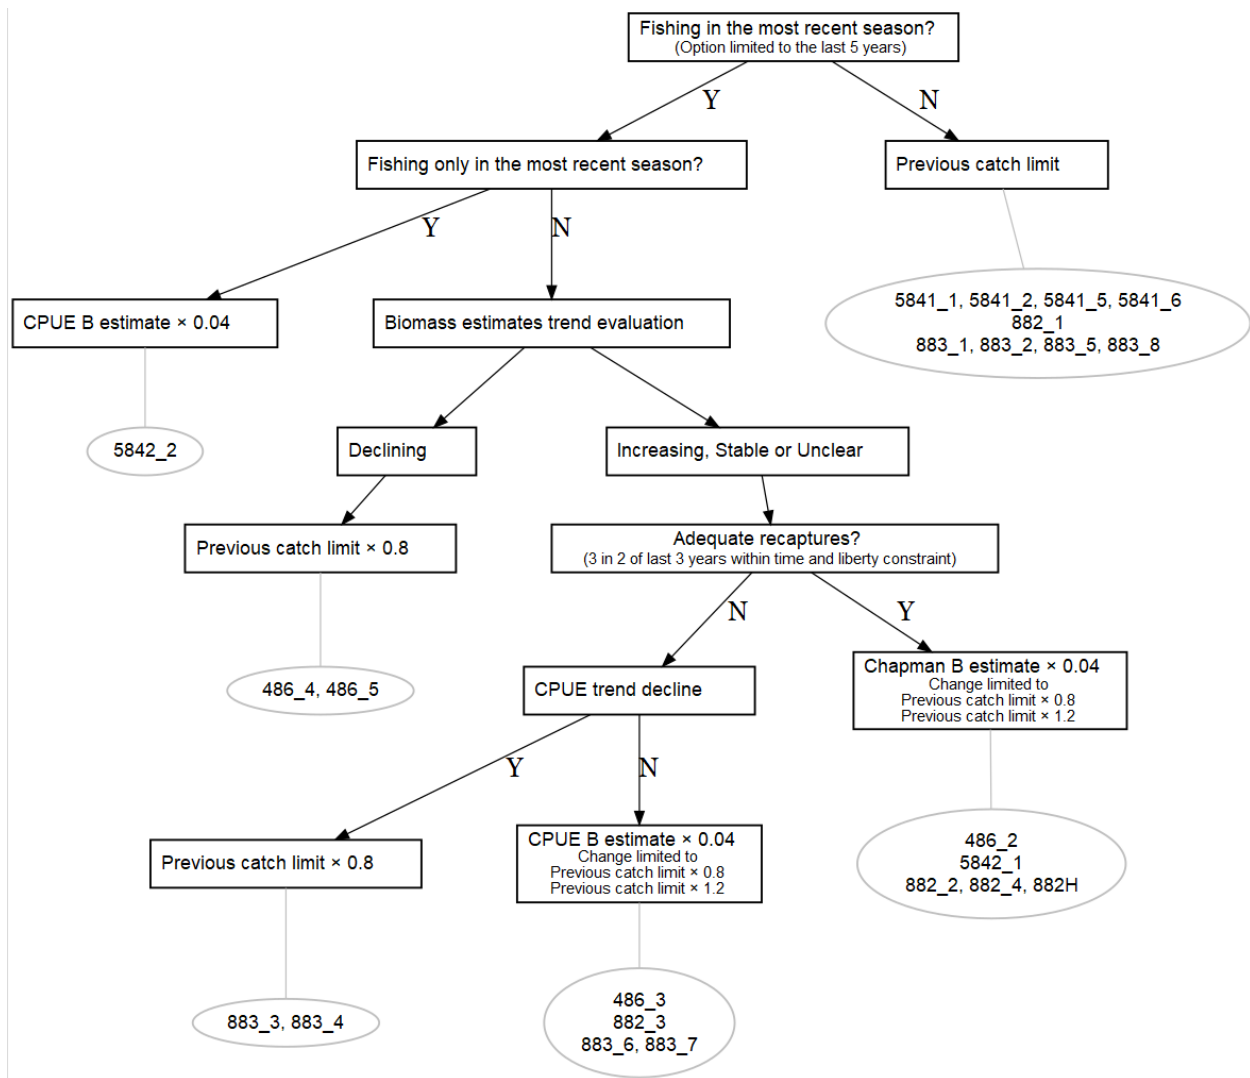 Fishing in the most recent season?
(Option limited to the last 5 years)
Y
N
Fishing only in the most recent season?
Previous catch limit
Y
N
5841_1, 5841_2, 5841_5, 5841_6
882_1
883_1, 883_2, 883_5, 883_8
CPUE B estimate × 0.04
Biomass estimates trend evaluation
5842_2
Declining
Increasing, Stable or Unclear
Previous catch limit × 0.8
Adequate recaptures?
(3 in 2 of last 3 years within time and liberty constraint)
N
Y
486_4, 486_5
CPUE trend decline
Chapman B estimate × 0.04
Change limited to
Previous catch limit × 0.8
Previous catch limit × 1.2
Y
N
Previous catch limit × 0.8
CPUE B estimate × 0.04
Change limited to
Previous catch limit × 0.8
Previous catch limit × 1.2
486_2
5842_1
882_2, 882_4, 882H
883_3, 883_4
486_3
882_3
883_6, 883_7